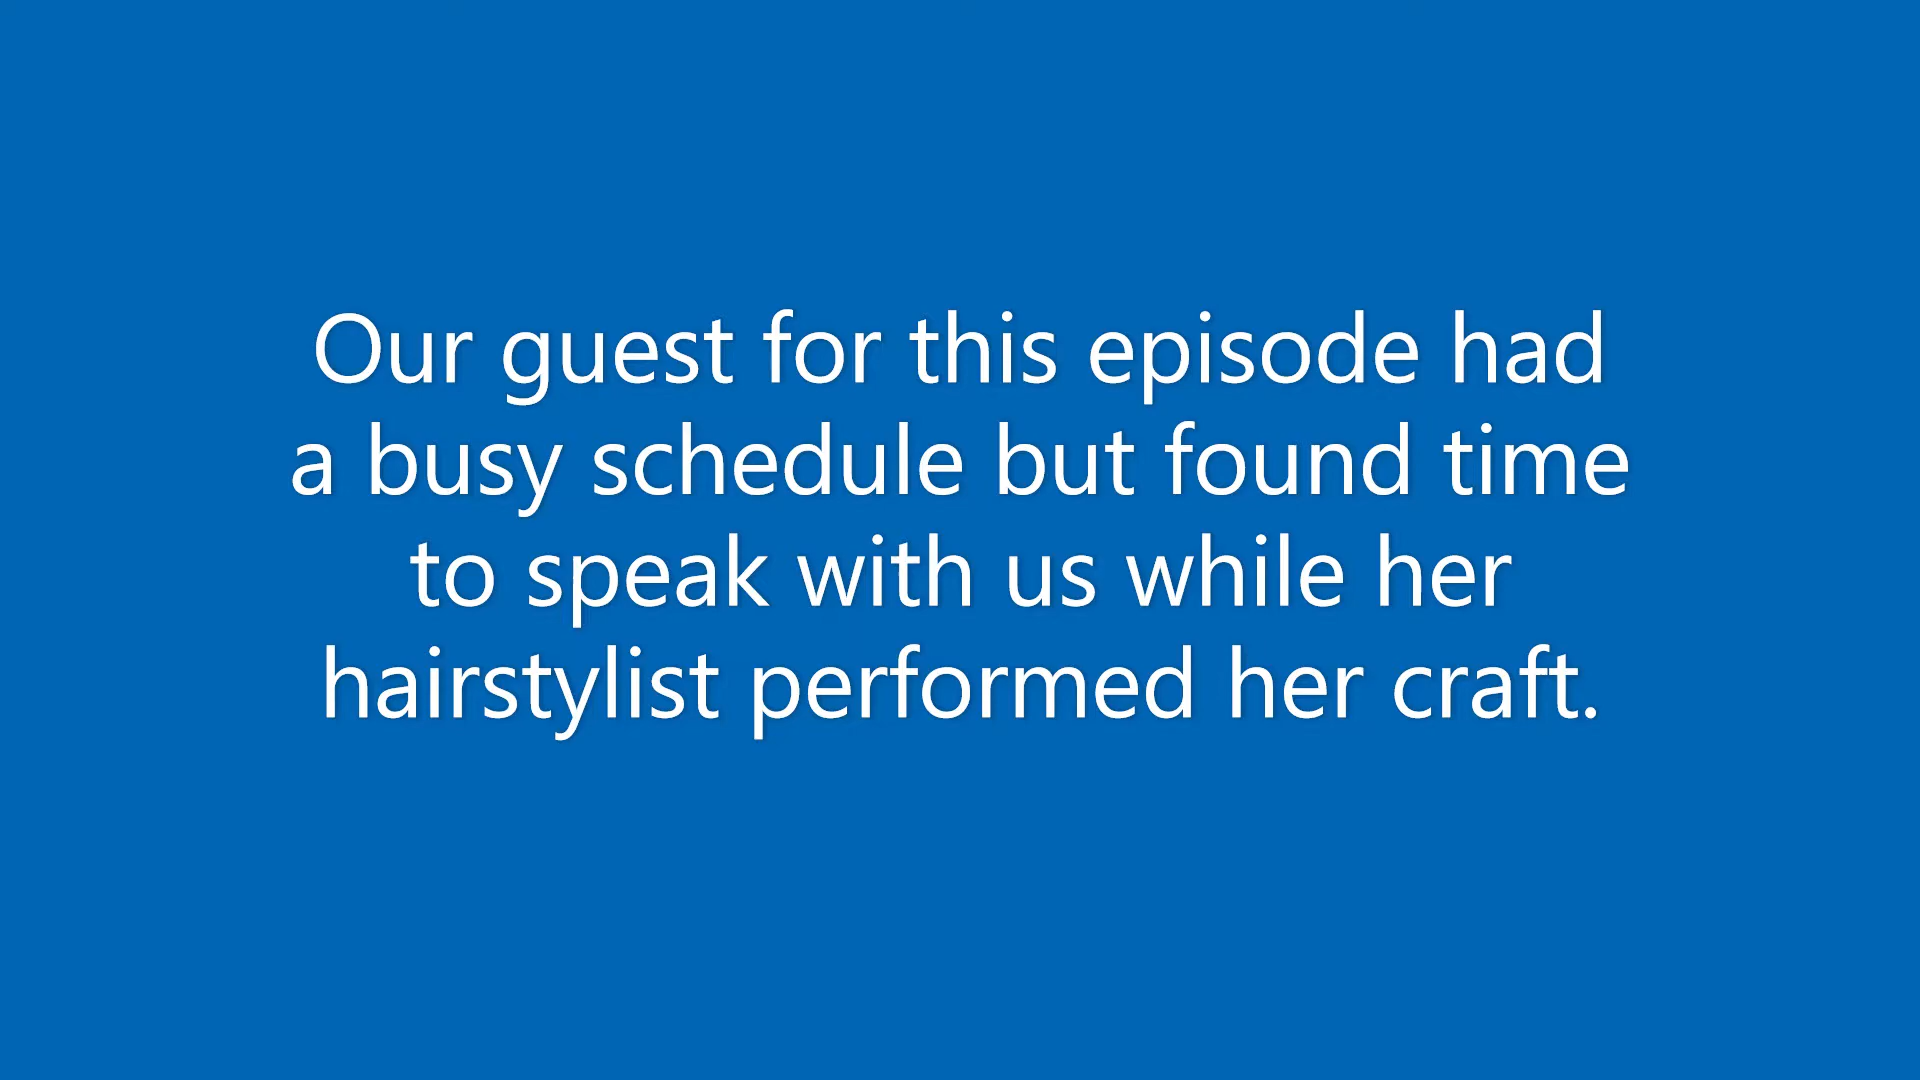 Our guest for this episode had
a busy schedule but found time
to speak with us while her
hairstylist performed her craft.